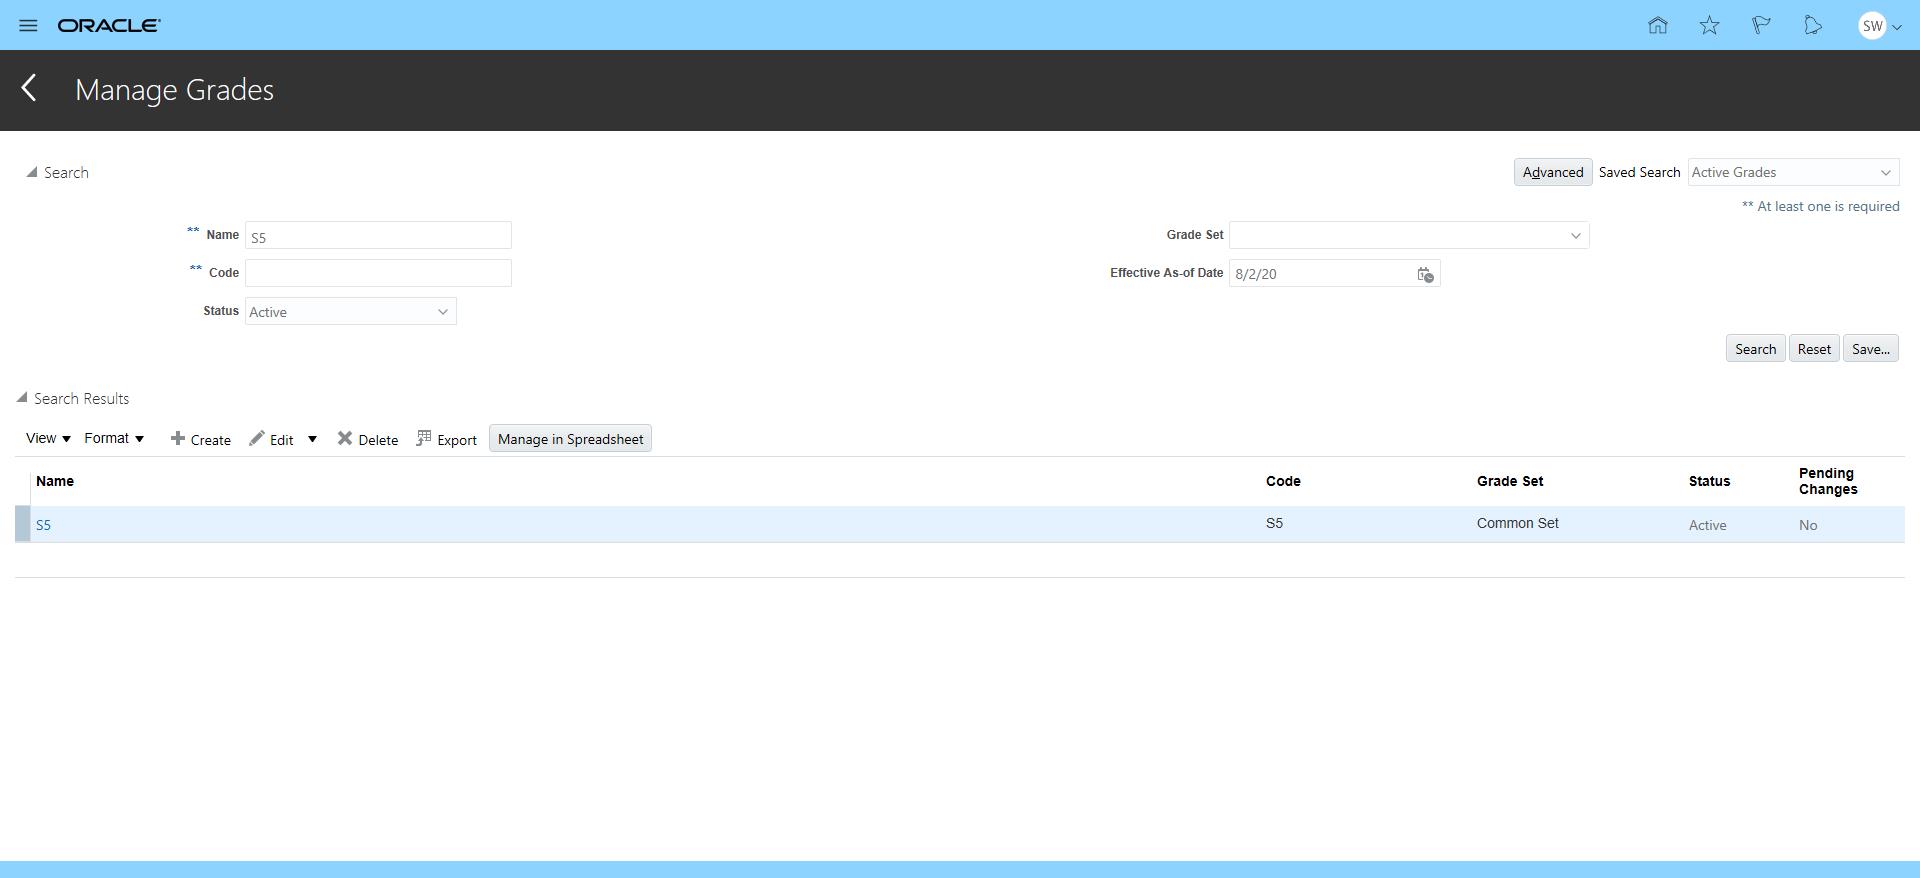 ORACLE
SW
Manage Grades
Search
Advanced Saved Search Active Grades
** At least one is required
** Name S5
Grade Set
** Code
Effective As-of Date 8/2/20
Status Active
Search Reset Save...
Search Results
View Format Create Edit Delete Export Manage in Spreadsheet
Name Code Grade Set Status Pending Changes
S5 S5 Common Set Active No